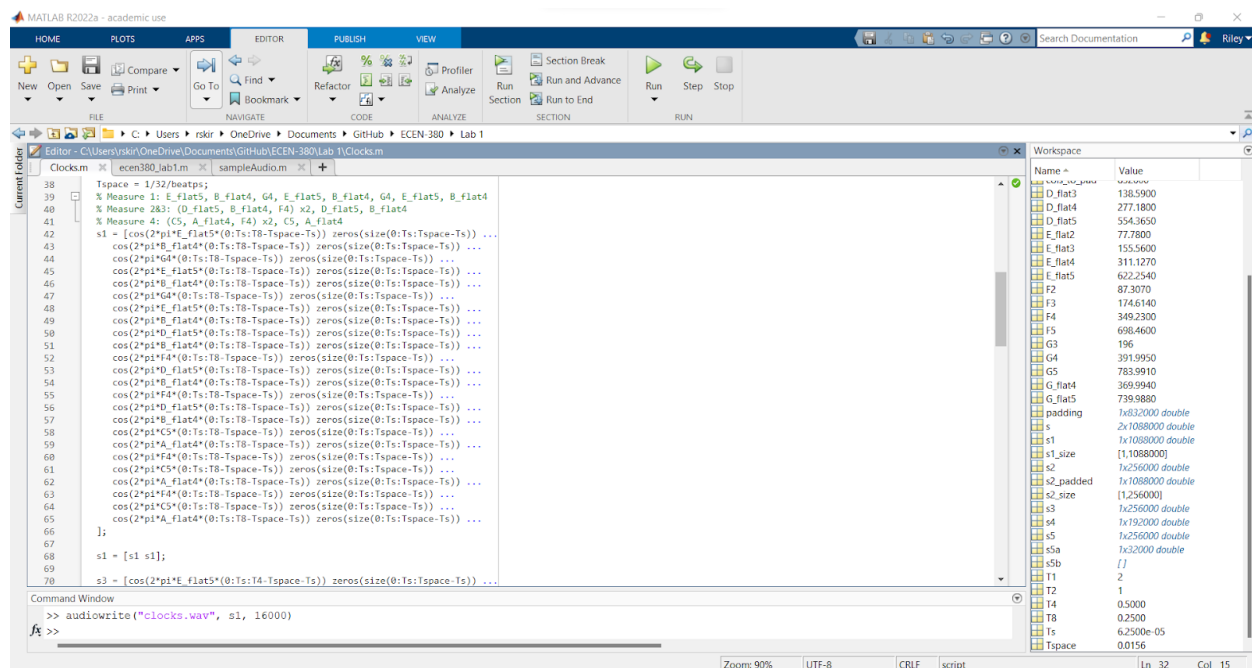 MATLAB R2022a - academic use
HOME PLOTS APPS EDITOR PUBLISH VIEW
Search Documentation Riley
New Open Save Compare Print
Go To Find Bookmark
Refactor
Profiler Analyze
Run Section
Section Break
Run and Advance
Run to End
Run Step Stop
FILE NAVIGATE CODE ANALYZE SECTION RUN
C: Users rskir OneDrive Documents GitHub ECEN-380 Lab 1
Current Folder
Editor - C:\Users\rskir\OneDrive\Documents\GitHub\ECEN-380\Lab 1\Clocks.m
Clocks.m ecen380_lab1.m sampleAudio.m +
38 Tspace = 1/32/beatps;
39 % Measure 1: E_flat5, B_flat4, G4, E_flat5, B_flat4, G4, E_flat5, B_flat4
40 % Measure 2&3: (D_flat5, B_flat4, F4) x2, D_flat5, B_flat4
41 % Measure 4: (C5, A_flat4, F4) x2, C5, A_flat4
42 s1 = [cos(2*pi*E_flat5*(0:Ts:T8-Tspace-Ts)) zeros(size(0:Ts:Tspace-Ts)) ...
43 cos(2*pi*B_flat4*(0:Ts:T8-Tspace-Ts)) zeros(size(0:Ts:Tspace-Ts)) ...
44 cos(2*pi*G4*(0:Ts:T8-Tspace-Ts)) zeros(size(0:Ts:Tspace-Ts)) ...
45 cos(2*pi*E_flat5*(0:Ts:T8-Tspace-Ts)) zeros(size(0:Ts:Tspace-Ts)) ...
46 cos(2*pi*B_flat4*(0:Ts:T8-Tspace-Ts)) zeros(size(0:Ts:Tspace-Ts)) ...
47 cos(2*pi*G4*(0:Ts:T8-Tspace-Ts)) zeros(size(0:Ts:Tspace-Ts)) ...
48 cos(2*pi*E_flat5*(0:Ts:T8-Tspace-Ts)) zeros(size(0:Ts:Tspace-Ts)) ...
49 cos(2*pi*B_flat4*(0:Ts:T8-Tspace-Ts)) zeros(size(0:Ts:Tspace-Ts)) ...
50 cos(2*pi*D_flat5*(0:Ts:T8-Tspace-Ts)) zeros(size(0:Ts:Tspace-Ts)) ...
51 cos(2*pi*B_flat4*(0:Ts:T8-Tspace-Ts)) zeros(size(0:Ts:Tspace-Ts)) ...
52 cos(2*pi*F4*(0:Ts:T8-Tspace-Ts)) zeros(size(0:Ts:Tspace-Ts)) ...
53 cos(2*pi*D_flat5*(0:Ts:T8-Tspace-Ts)) zeros(size(0:Ts:Tspace-Ts)) ...
54 cos(2*pi*B_flat4*(0:Ts:T8-Tspace-Ts)) zeros(size(0:Ts:Tspace-Ts)) ...
55 cos(2*pi*F4*(0:Ts:T8-Tspace-Ts)) zeros(size(0:Ts:Tspace-Ts)) ...
56 cos(2*pi*D_flat5*(0:Ts:T8-Tspace-Ts)) zeros(size(0:Ts:Tspace-Ts)) ...
57 cos(2*pi*B_flat4*(0:Ts:T8-Tspace-Ts)) zeros(size(0:Ts:Tspace-Ts)) ...
58 cos(2*pi*C5*(0:Ts:T8-Tspace-Ts)) zeros(size(0:Ts:Tspace-Ts)) ...
59 cos(2*pi*A_flat4*(0:Ts:T8-Tspace-Ts)) zeros(size(0:Ts:Tspace-Ts)) ...
60 cos(2*pi*F4*(0:Ts:T8-Tspace-Ts)) zeros(size(0:Ts:Tspace-Ts)) ...
61 cos(2*pi*C5*(0:Ts:T8-Tspace-Ts)) zeros(size(0:Ts:Tspace-Ts)) ...
62 cos(2*pi*A_flat4*(0:Ts:T8-Tspace-Ts)) zeros(size(0:Ts:Tspace-Ts)) ...
63 cos(2*pi*F4*(0:Ts:T8-Tspace-Ts)) zeros(size(0:Ts:Tspace-Ts)) ...
64 cos(2*pi*C5*(0:Ts:T8-Tspace-Ts)) zeros(size(0:Ts:Tspace-Ts)) ...
65 cos(2*pi*A_flat4*(0:Ts:T8-Tspace-Ts)) zeros(size(0:Ts:Tspace-Ts)) ...
66 ];
67
68 s1 = [s1 s1];
69
70 s3 = [cos(2*pi*E_flat5*(0:Ts:T4-Tspace-Ts)) zeros(size(0:Ts:Tspace-Ts)) ...
Command Window
>> audiowrite("clocks.wav", s1, 16000)
fx >>
Workspace
Name Value
D_flat3 138.5900
D_flat4 277.1800
D_flat5 554.3650
E_flat2 77.7800
E_flat3 155.5600
E_flat4 311.1270
E_flat5 622.2540
F2 87.3070
F3 174.6140
F4 349.2300
F5 698.4600
G3 196
G4 391.9950
G5 783.9910
G_flat4 369.9940
G_flat5 739.9880
padding 1x832000 double
s 2x1088000 double
s1 1x1088000 double
s1_size [1,1088000]
s2 1x256000 double
s2_padded 1x1088000 double
s2_size [1,256000]
s3 1x256000 double
s4 1x192000 double
s5 1x256000 double
s5a 1x32000 double
s5b []
T1 2
T2 1
T4 0.5000
T8 0.2500
Ts 6.2500e-05
Tspace 0.0156
Zoom: 90% UTF-8 CRLF script Ln 32 Col 15